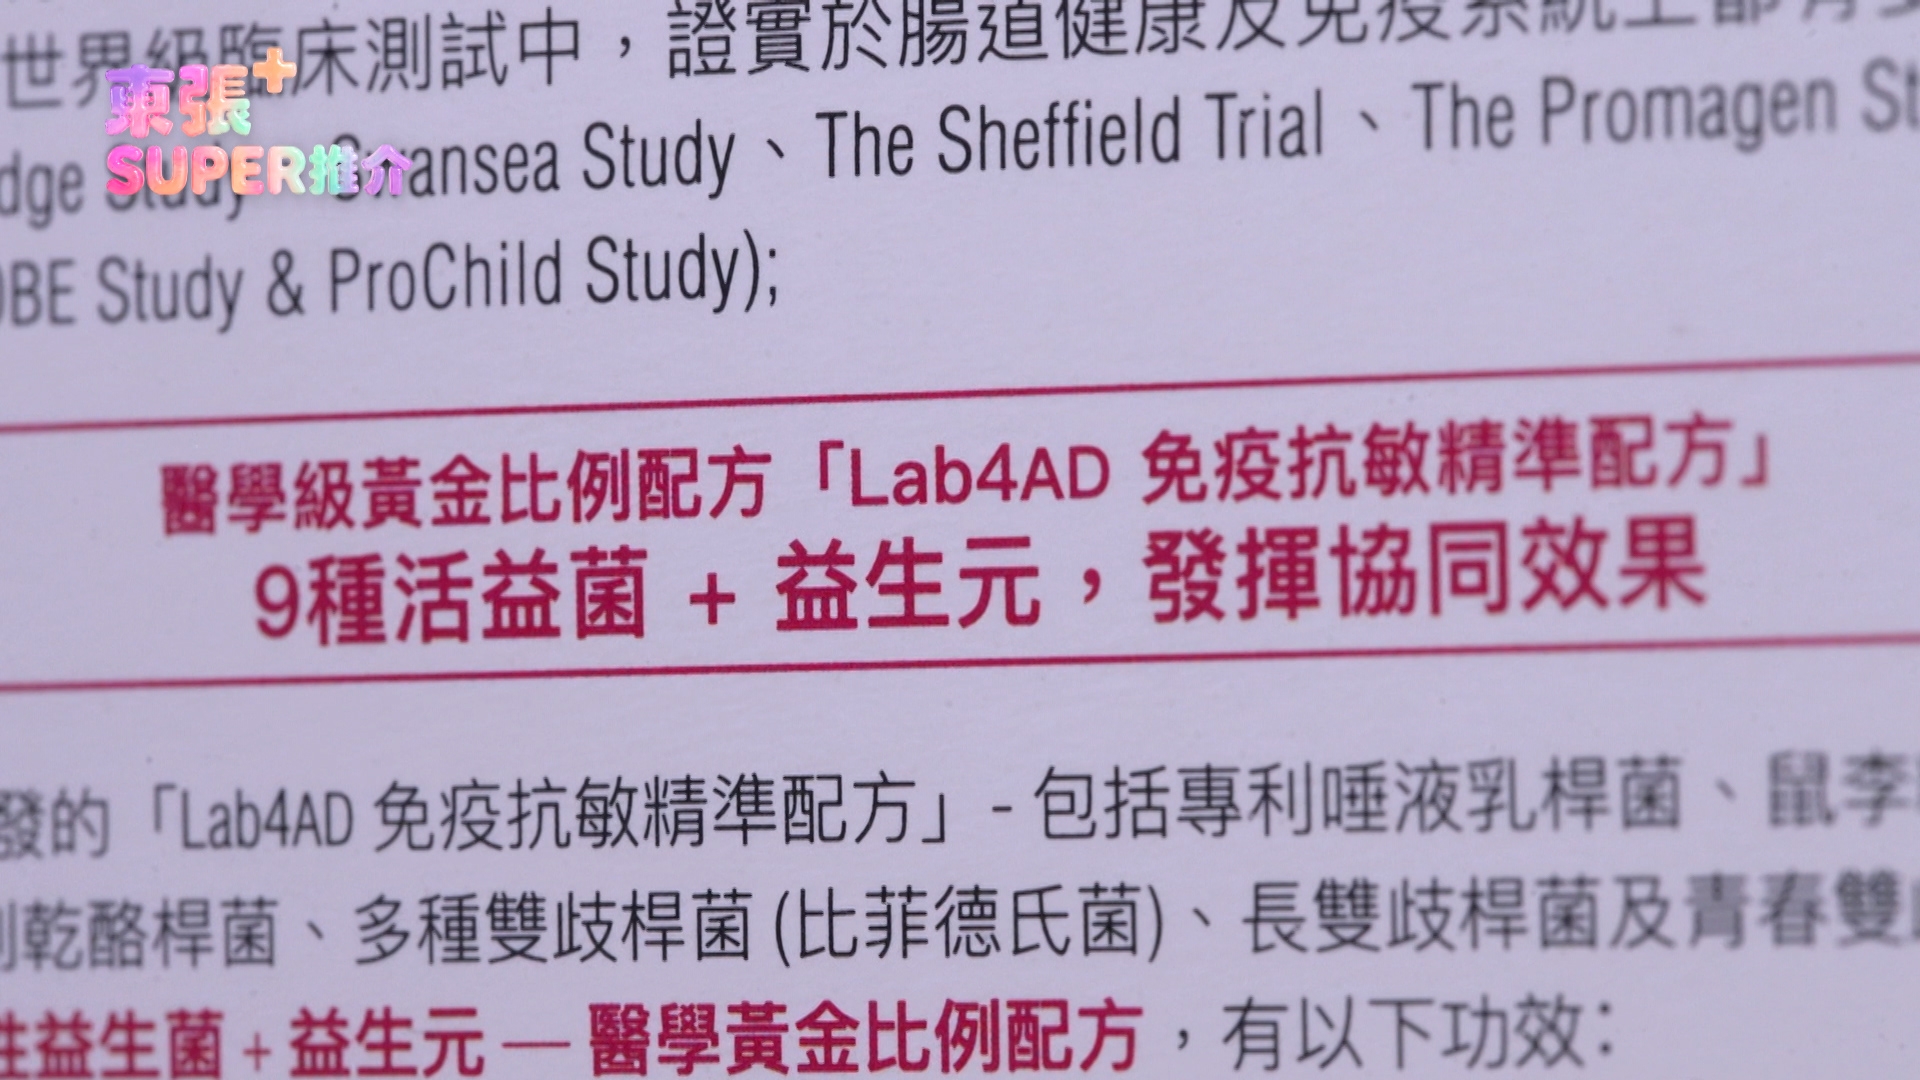 世界級臨床測試中，證實於腸道健康及免疫系統上都有
東張+
SUPER推介
dge Study Swansea Study、The Sheffield Trial、The Promagen St
OBE Study & ProChild Study);
醫學級黃金比例配方「Lab4AD 免疫抗敏精準配方」
9種活益菌 + 益生元，發揮協同效果
發的「Lab4AD 免疫抗敏精準配方」- 包括專利唾液乳桿菌、鼠李
乾酪桿菌、多種雙歧桿菌 (比菲德氏菌)、長雙歧桿菌及青春雙
性益生菌 + 益生元 — 醫學黃金比例配方，有以下功效：